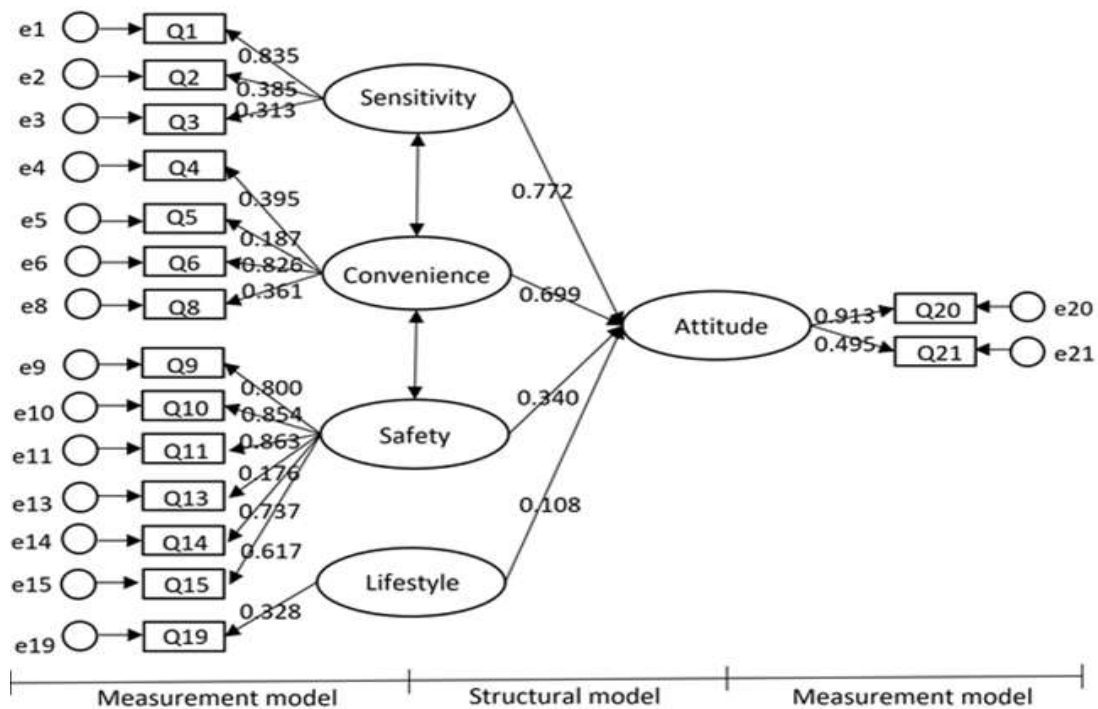 e1 Q1
0.835
e2 Q2
0.385
e3 Q3
0.313
Sensitivity
e4 Q4
0.395
e5 Q5
0.187
e6 Q6
0.826
e8 Q8
0.361
Convenience
0.772
0.699
e9 Q9
0.800
e10 Q10
0.854
e11 Q11
0.863
e13 Q13
0.176
e14 Q14
0.737
e15 Q15
0.617
Safety
0.340
e19 Q19
0.328
Lifestyle
0.108
Attitude
0.913 Q20 e20
0.495 Q21 e21
Measurement model Structural model Measurement model